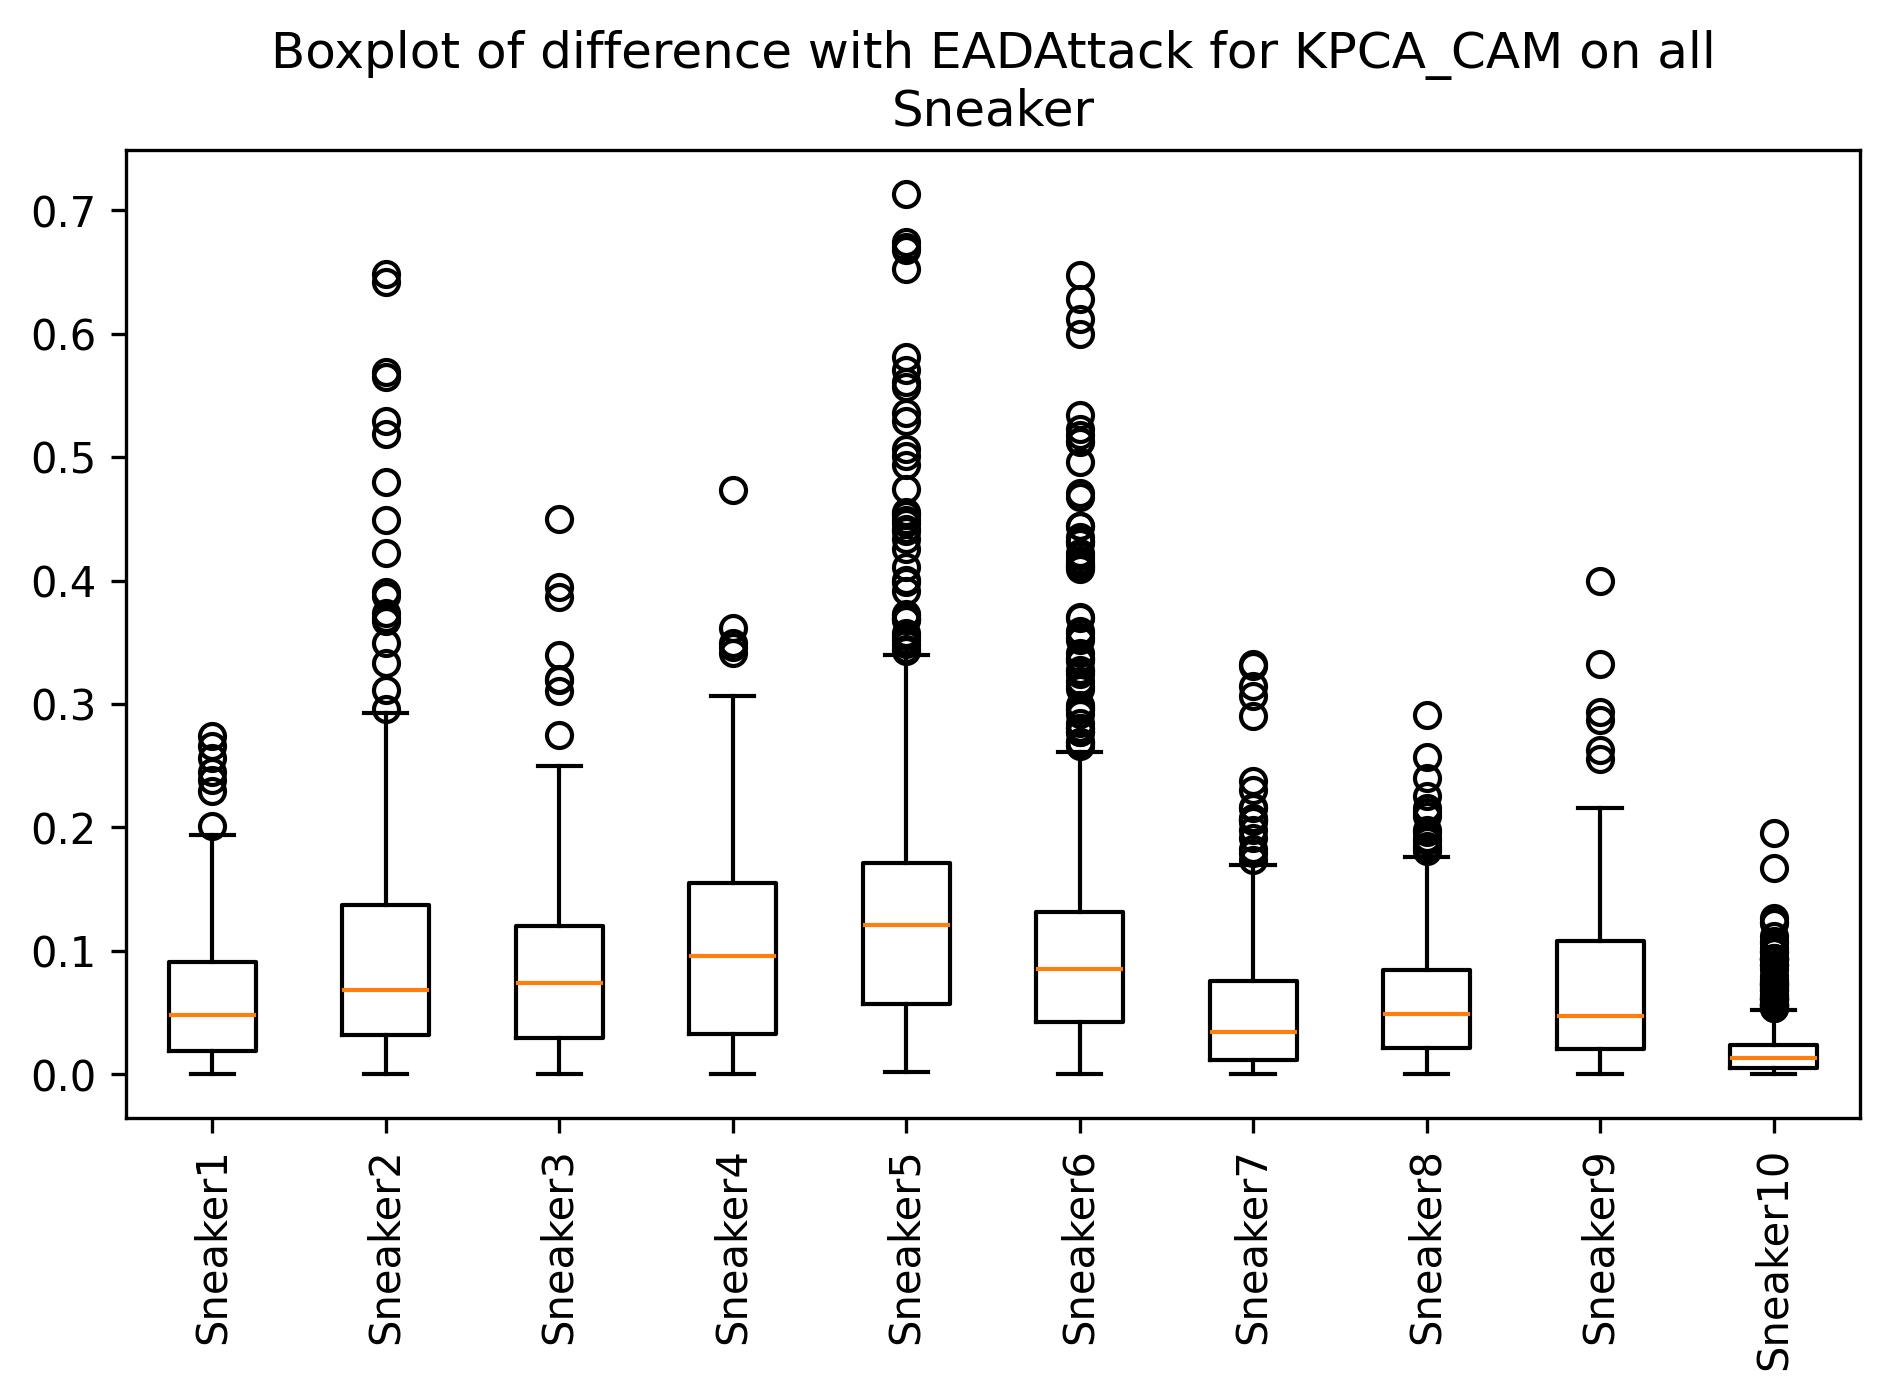 Boxplot of difference with EADAttack for KPCA_CAM on all
Sneaker
0.7
0.6
0.5
0.4
0.3
0.2
0.1
0.0
Sneaker1
Sneaker2
Sneaker3
Sneaker4
Sneaker5
Sneaker6
Sneaker7
Sneaker8
Sneaker9
Sneaker10